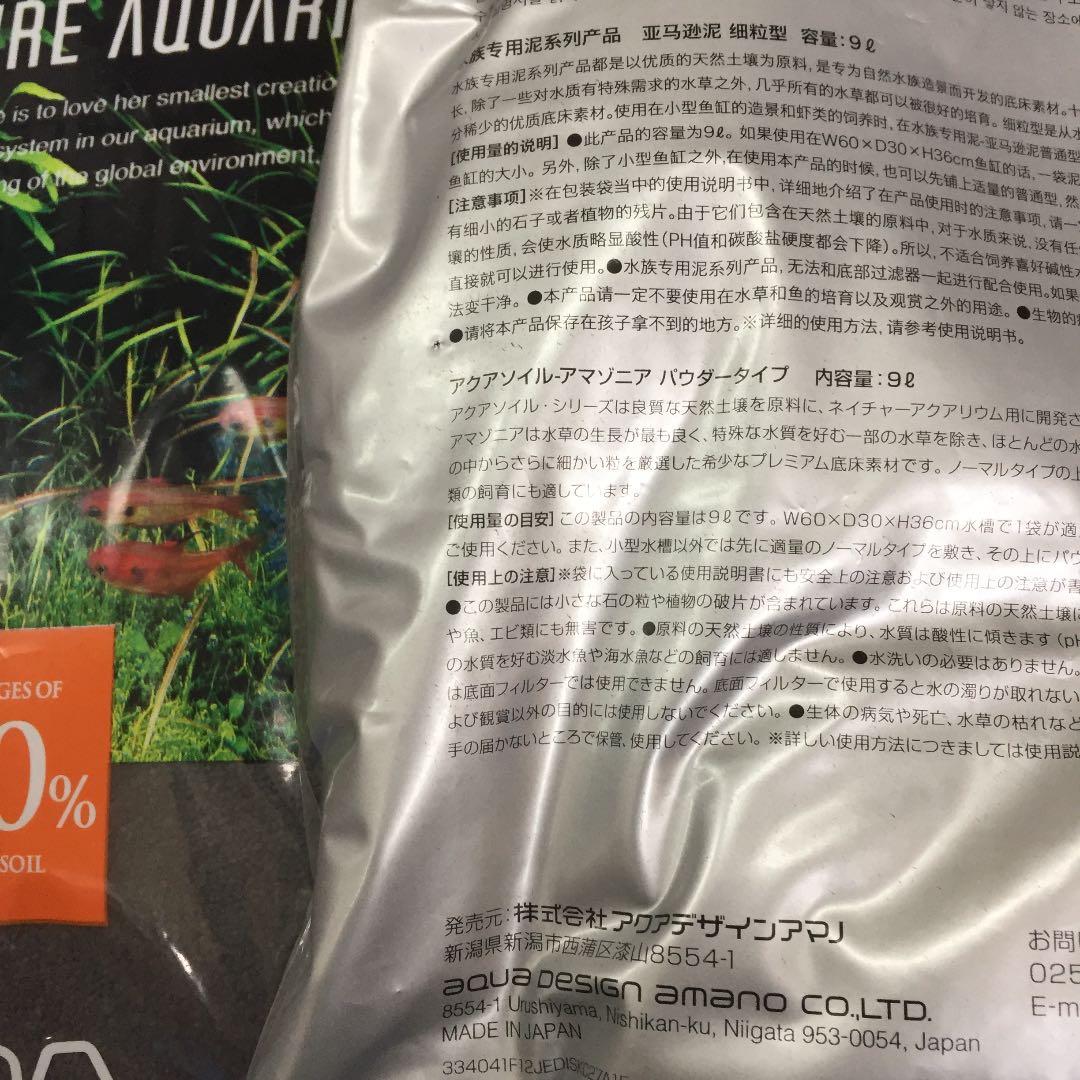 RE AQUARI
is to love her smallest creatio
ystem in our aquarium, which
g of the global environment.
GES OF
0%
SOIL
않지 않는 장소에
族专用泥系列产品 亚马逊泥 细粒型 容量:9ℓ
水族专用泥系列产品都是以优质的天然土壤为原料,是专为自然水族造景而开发的底床素材。十
长,除了一些对水质有特殊需求的水草之外,几乎所有的水草都可以被很好的培育。细粒型是从水
分稀少的优质底床素材。使用在小型鱼缸的造景和虾类的饲养时,在水族专用泥-亚马逊泥普通型
[使用量的说明] ●此产品的容量为9ℓ。如果使用在W60×D30×H36cm鱼缸的话,一袋泥
鱼缸的大小。另外,除了小型鱼缸之外,在使用本产品的时候,也可以先铺上适量的普通型,然
[注意事项]※在包装袋当中的使用说明书中,详细地介绍了在产品使用时的注意事项,请一
有细小的石子或者植物的残片。由于它们包含在天然土壤的原料中,对于水质来说,没有任
壤的性质,会使水质略显酸性(PH值和碳酸盐硬度都会下降)。所以,不适合饲养喜好碱性水
直接就可以进行使用。●水族专用泥系列产品,无法和底部过滤器一起进行配合使用。如果
法变干净。●本产品请一定不要使用在水草和鱼的培育以及观赏之外的用途。●生物的
●请将本产品保存在孩子拿不到的地方。※详细的使用方法,请参考使用说明书。
アクアソイル-アマゾニア パウダータイプ 内容量:9ℓ
アクアソイル・シリーズは良質な天然土壌を原料に、ネイチャーアクアリウム用に開発さ
アマゾニアは水草の生長が最も良く、特殊な水質を好む一部の水草を除き、ほとんどの水
の中からさらに細かい粒を厳選した希少なプレミアム底床素材です。ノーマルタイプの上
類の飼育にも適しています。
[使用量の目安] この製品の内容量は9ℓです。W60×D30×H36cm水槽で1袋が適
ご使用ください。また、小型水槽以外では先に適量のノーマルタイプを敷き、その上にパウ
[使用上の注意]※袋に入っている使用説明書にも安全上の注意および使用上の注意が書
●この製品には小さな石の粒や植物の破片が含まれています。これらは原料の天然土壌に
や魚、エビ類にも無害です。●原料の天然土壌の性質により、水質は酸性に傾きます(pH
の水質を好む淡水魚や海水魚などの飼育には適しません。●水洗いの必要はありません。
は底面フィルターでは使用できません。底面フィルターで使用すると水の濁りが取れない
よび観賞以外の目的には使用しないでください。●生体の病気や死亡、水草の枯れなど
手の届かないところで保管、使用してください。※詳しい使用方法につきましては使用説
発売元:株式会社アクアデザインアマノ
新潟県新潟市西蒲区漆山8554-1
AQUA DESIGN AMANO CO.,LTD.
8554-1 Urushiyama, Nishikan-ku, Niigata 953-0054, Japan
MADE IN JAPAN
334041F12JEDISKC27A1
お問
025
E-m